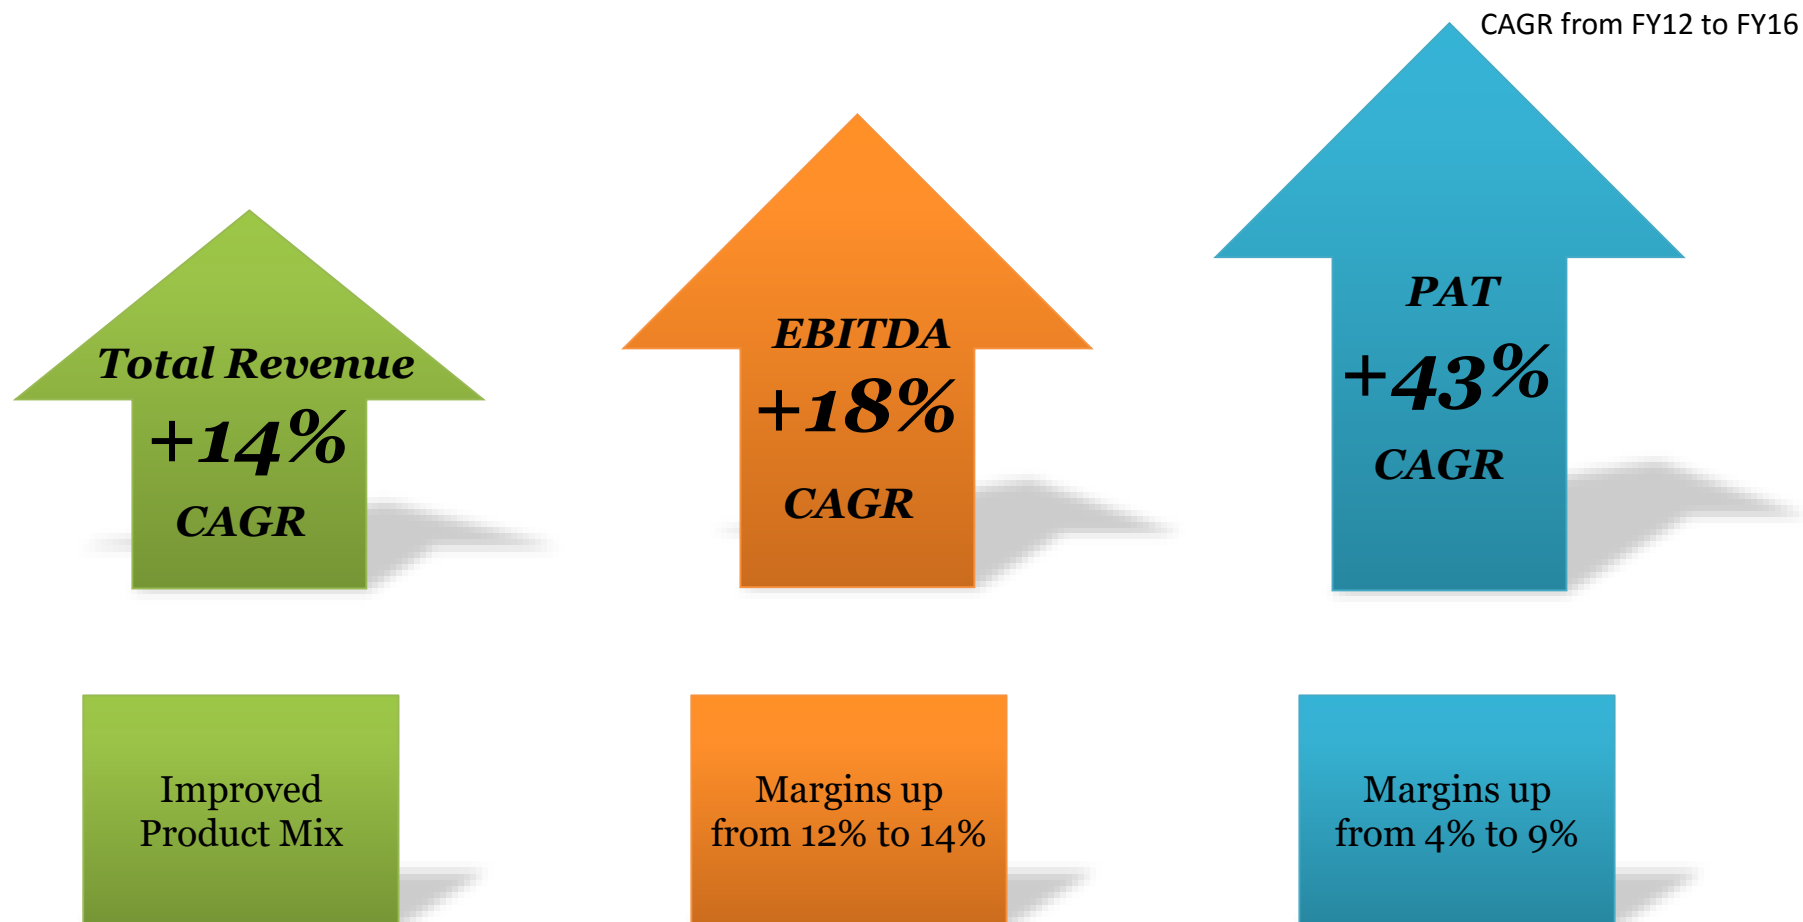 CAGR from FY12 to FY16
Total Revenue
+14%
CAGR
EBITDA
+18%
CAGR
PAT
+43%
CAGR
Improved
Product Mix
Margins up
from 12% to 14%
Margins up
from 4% to 9%